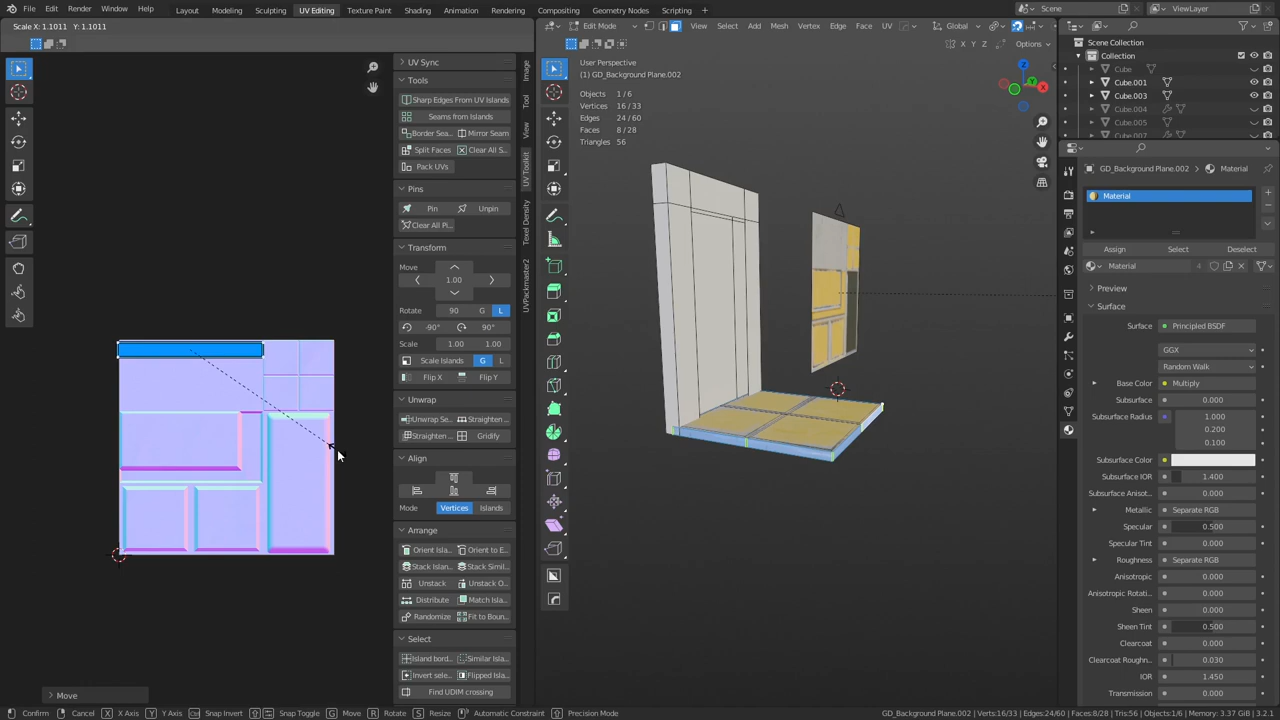 File Edit Render Window Help Layout Modeling Sculpting UV Editing Texture Paint Shading Animation Rendering Compositing Geometry Nodes Scripting Scene ViewLayer
Scale X: 1.1011 Y: 1.1011
Edit Mode View Select Add Mesh Vertex Edge Face UV Global
X Y Z Options
Scene Collection
Collection
Cube
Cube.001
Cube.003
Cube.004
Cube.005
Cube.007
UV Sync
Tools
Sharp Edges From UV Islands
Seams from Islands
Border Sea... Mirror Seam
Split Faces Clear All S...
Pack UVs
Pins
Pin Unpin
Clear All Pi...
Transform
Move
1.00
Rotate 90 G L
-90° 90°
Scale 1.00 1.00
Scale Islands G L
Flip X Flip Y
Unwrap
Unwrap Se... Straighten ...
Straighten ... Gridify
Align
Mode Vertices Islands
Arrange
Orient Isla... Orient to E...
Stack Islan... Stack Simil...
Unstack Unstack O...
Distribute Match Isla...
Randomize Fit to Boun...
Select
Island bord... Similar Isla...
Invert sele... Flipped Isla...
Find UDIM crossing
Image
Tool
View
UV Toolkit
Texel Density
UVPackmaster2
User Perspective
(1) GD_Background Plane.002
Objects 1/6
Vertices 16/33
Edges 24/60
Faces 8/28
Triangles 56
GD_Background Plane.002 Material
Material
Assign Select Deselect
Material 4
Preview
Surface
Surface Principled BSDF
GGX
Random Walk
Base Color Multiply
Subsurface 0.000
Subsurface Radius 1.000
0.200
0.100
Subsurface Color
Subsurface IOR 1.400
Subsurface Anisot... 0.000
Metallic Separate RGB
Specular 0.500
Specular Tint 0.000
Roughness Separate RGB
Anisotropic 0.000
Anisotropic Rotati... 0.000
Sheen 0.000
Sheen Tint 0.500
Clearcoat 0.000
Clearcoat Roughn... 0.030
IOR 1.450
Transmission 0.000
Move
Confirm Cancel X X Axis Y Y Axis Ctrl Snap Invert Snap Toggle G Move R Rotate S Resize Automatic Constraint Precision Mode
GD_Background Plane.002 | Verts:16/33 | Edges:24/60 | Faces:8/28 | Tris:56 | Objects:1/6 | Memory: 3.37 GiB | 3.2.1